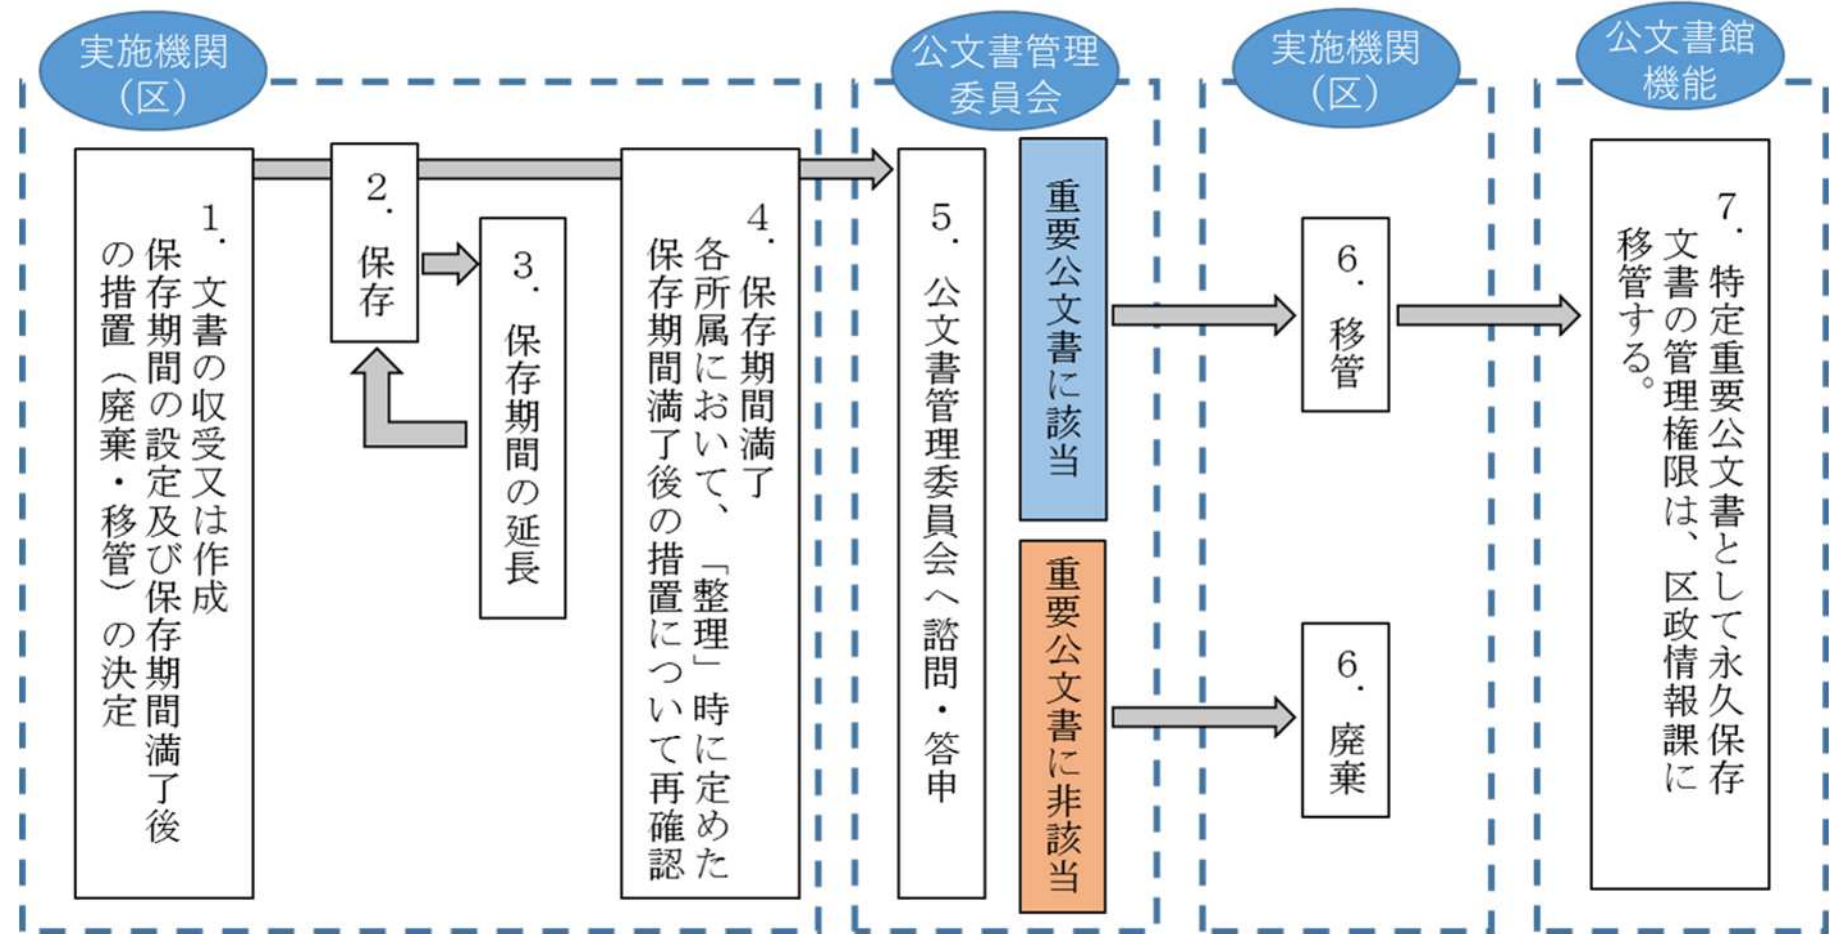 実施機関
（区）
1．文書の収受又は作成
保存期間の設定及び保存期間満了後
の措置（廃棄・移管）の決定
2．保存
3．保存期間の延長
4．保存期間満了
各所属において、「整理」時に定めた
保存期間満了後の措置について再確認
公文書管理
委員会
5．公文書管理委員会へ諮問・答申
重要公文書に該当
重要公文書に非該当
実施機関
（区）
6．移管
6．廃棄
公文書館
機能
7．特定重要公文書として永久保存
文書の管理権限は、区政情報課に
移管する。